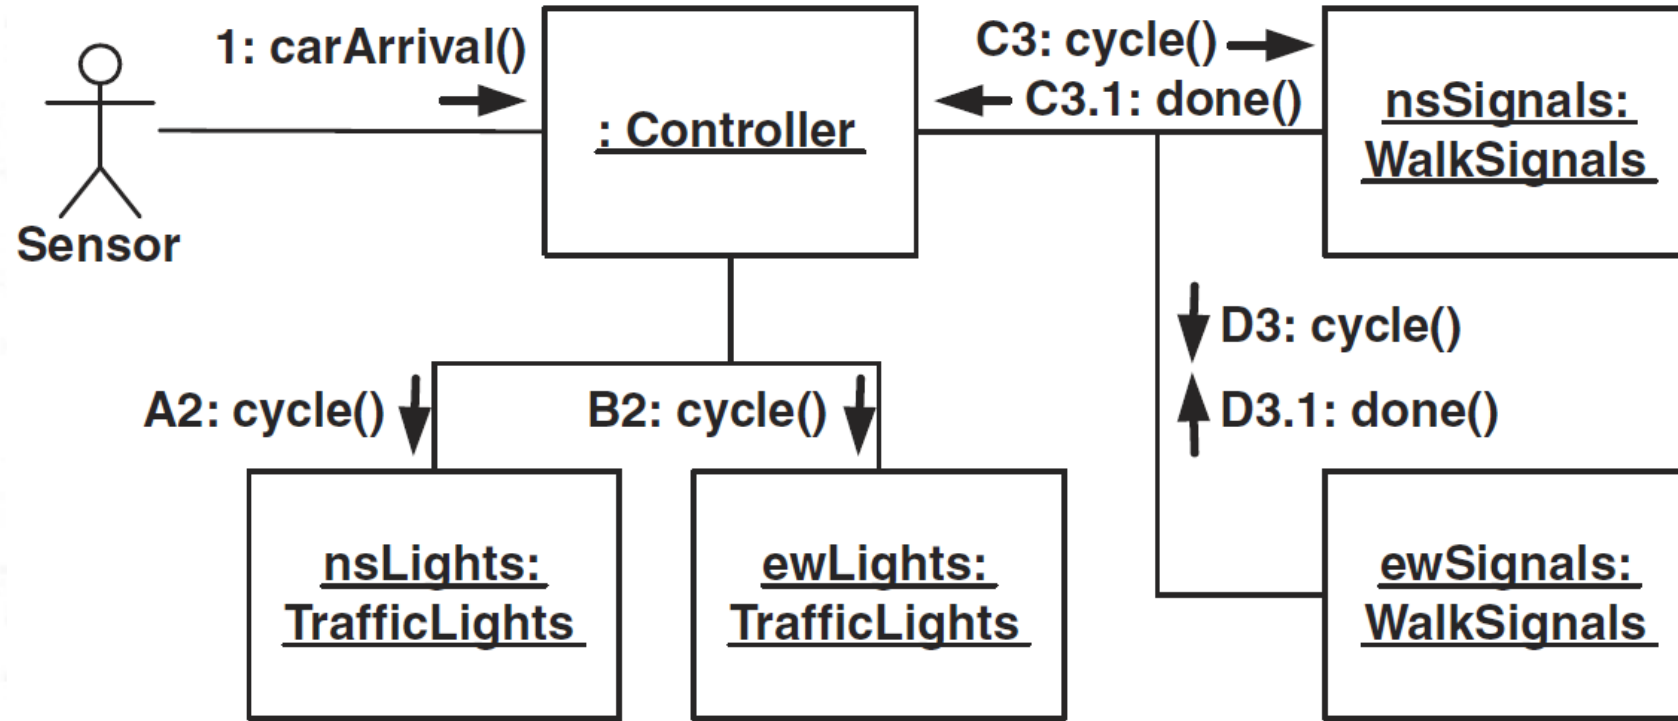 1: carArrival()
C3: cycle()
C3.1: done()
: Controller
nsSignals:
WalkSignals
Sensor
D3: cycle()
A2: cycle()
B2: cycle()
D3.1: done()
nsLights:
TrafficLights
ewLights:
TrafficLights
ewSignals:
WalkSignals